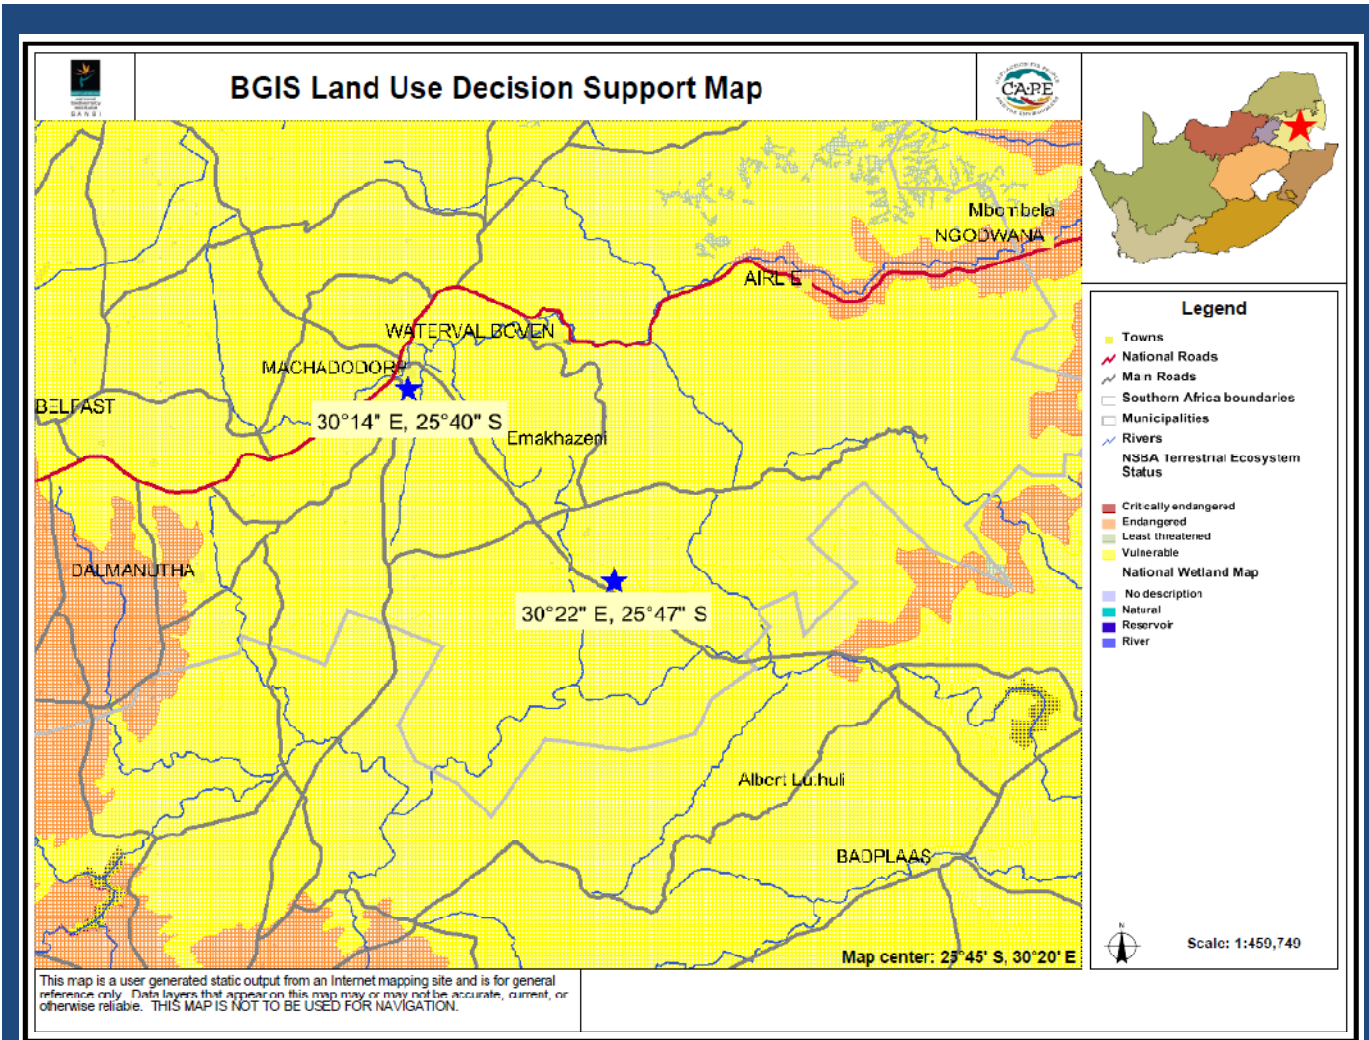 BGIS Land Use Decision Support Map
SANBI
CAPE
Mbombela
NGODWANA
AIRLIE
WATERVAL BOVEN
MACHADODORP
BELFAST
30°14" E, 25°40" S
Emakhazeni
DALMANUTHA
30°22" E, 25°47" S
Albert Luthuli
BADPLAAS
Map center: 25°45' S, 30°20' E
Legend
Towns
National Roads
Main Roads
Southern Africa boundaries
Municipalities
Rivers
NSBA Terrestrial Ecosystem
Status
Critically endangered
Endangered
Least threatened
Vulnerable
National Wetland Map
No description
Natural
Reservoir
River
N
Scale: 1:459,740
This map is a user generated static output from an Internet mapping site and is for general
reference only. Data layers that appear on this map may or may not be accurate, current, or
otherwise reliable. THIS MAP IS NOT TO BE USED FOR NAVIGATION.